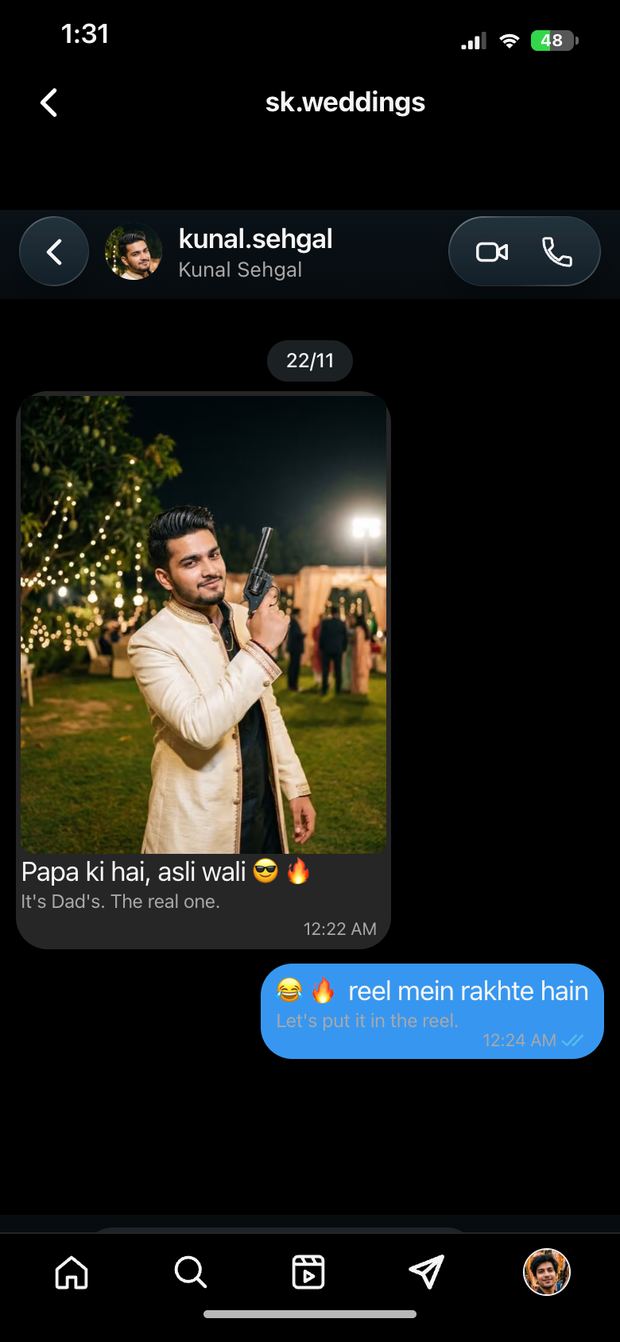 1:31
48
sk.weddings
kunal.sehgal
Kunal Sehgal
22/11
Papa ki hai, asli wali 😎 🔥
It's Dad's. The real one.
12:22 AM
😂 🔥 reel mein rakhte hain
Let's put it in the reel.
12:24 AM